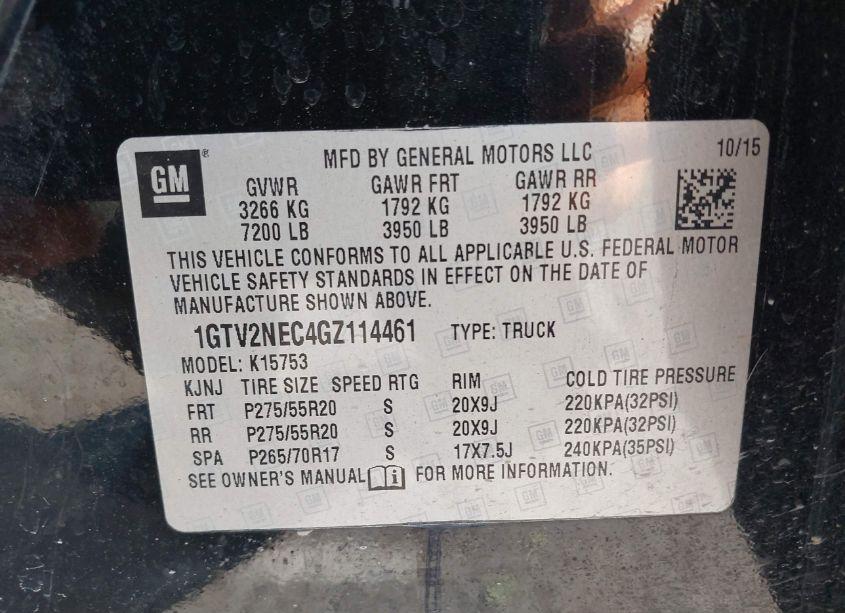 GM® MFD BY GENERAL MOTORS LLC 10/15
GVWR GAWR FRT GAWR RR
3266 KG 1792 KG 1792 KG
7200 LB 3950 LB 3950 LB
THIS VEHICLE CONFORMS TO ALL APPLICABLE U.S. FEDERAL MOTOR
VEHICLE SAFETY STANDARDS IN EFFECT ON THE DATE OF
MANUFACTURE SHOWN ABOVE.
1GTV2NEC4GZ114461 TYPE: TRUCK
MODEL: K15753
KJNJ TIRE SIZE SPEED RTG RIM COLD TIRE PRESSURE
FRT P275/55R20 S 20X9J 220KPA(32PSI)
RR P275/55R20 S 20X9J 220KPA(32PSI)
SPA P265/70R17 S 17X7.5J 240KPA(35PSI)
SEE OWNER'S MANUAL i FOR MORE INFORMATION.